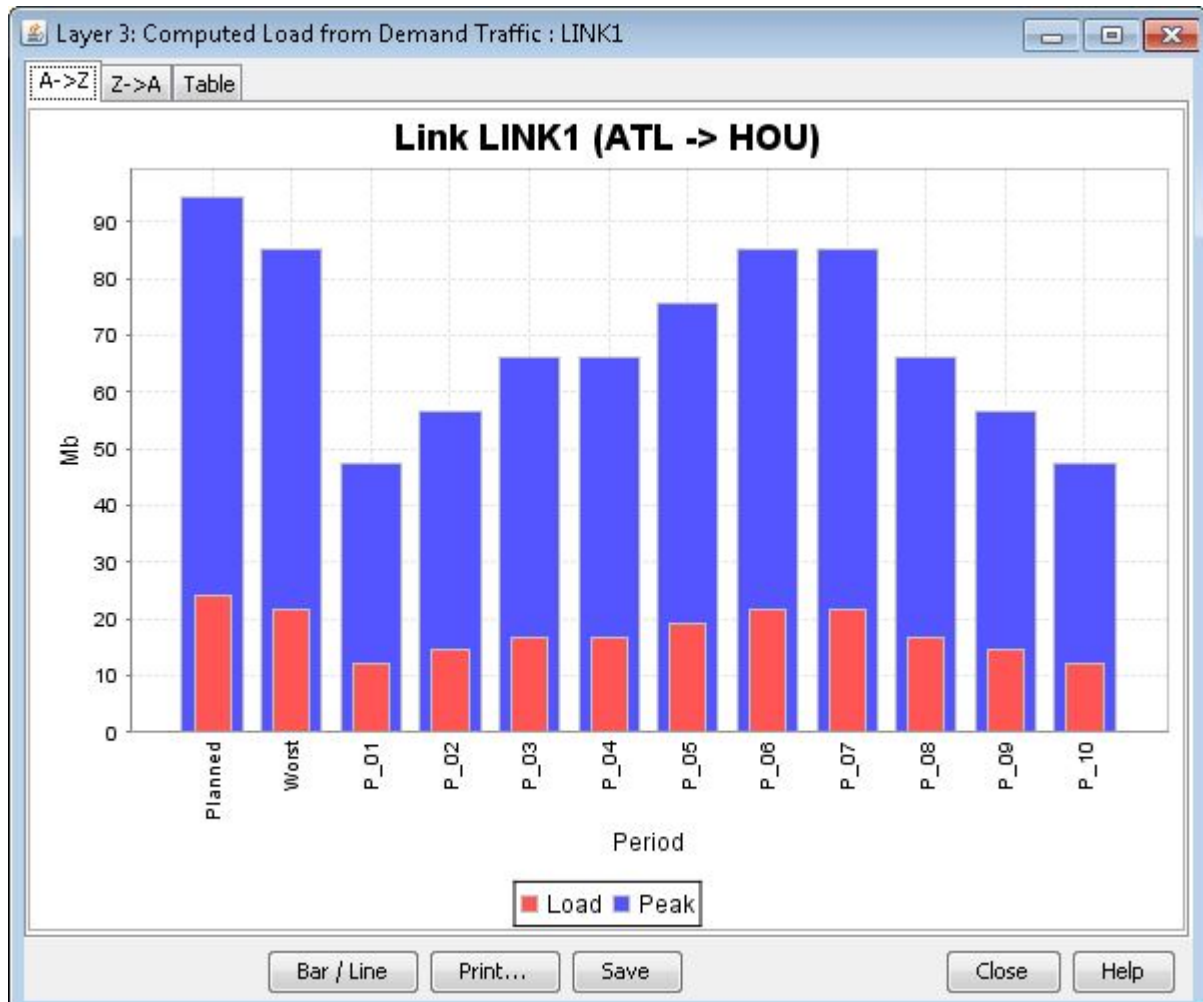 Layer 3: Computed Load from Demand Traffic : LINK1
A->Z Z->A Table
Link LINK1 (ATL -> HOU)
90
80
70
60
50
40
30
20
10
0
Mb
Planned Worst P_01 P_02 P_03 P_04 P_05 P_06 P_07 P_08 P_09 P_10
Period
Load Peak
Bar / Line Print... Save Close Help